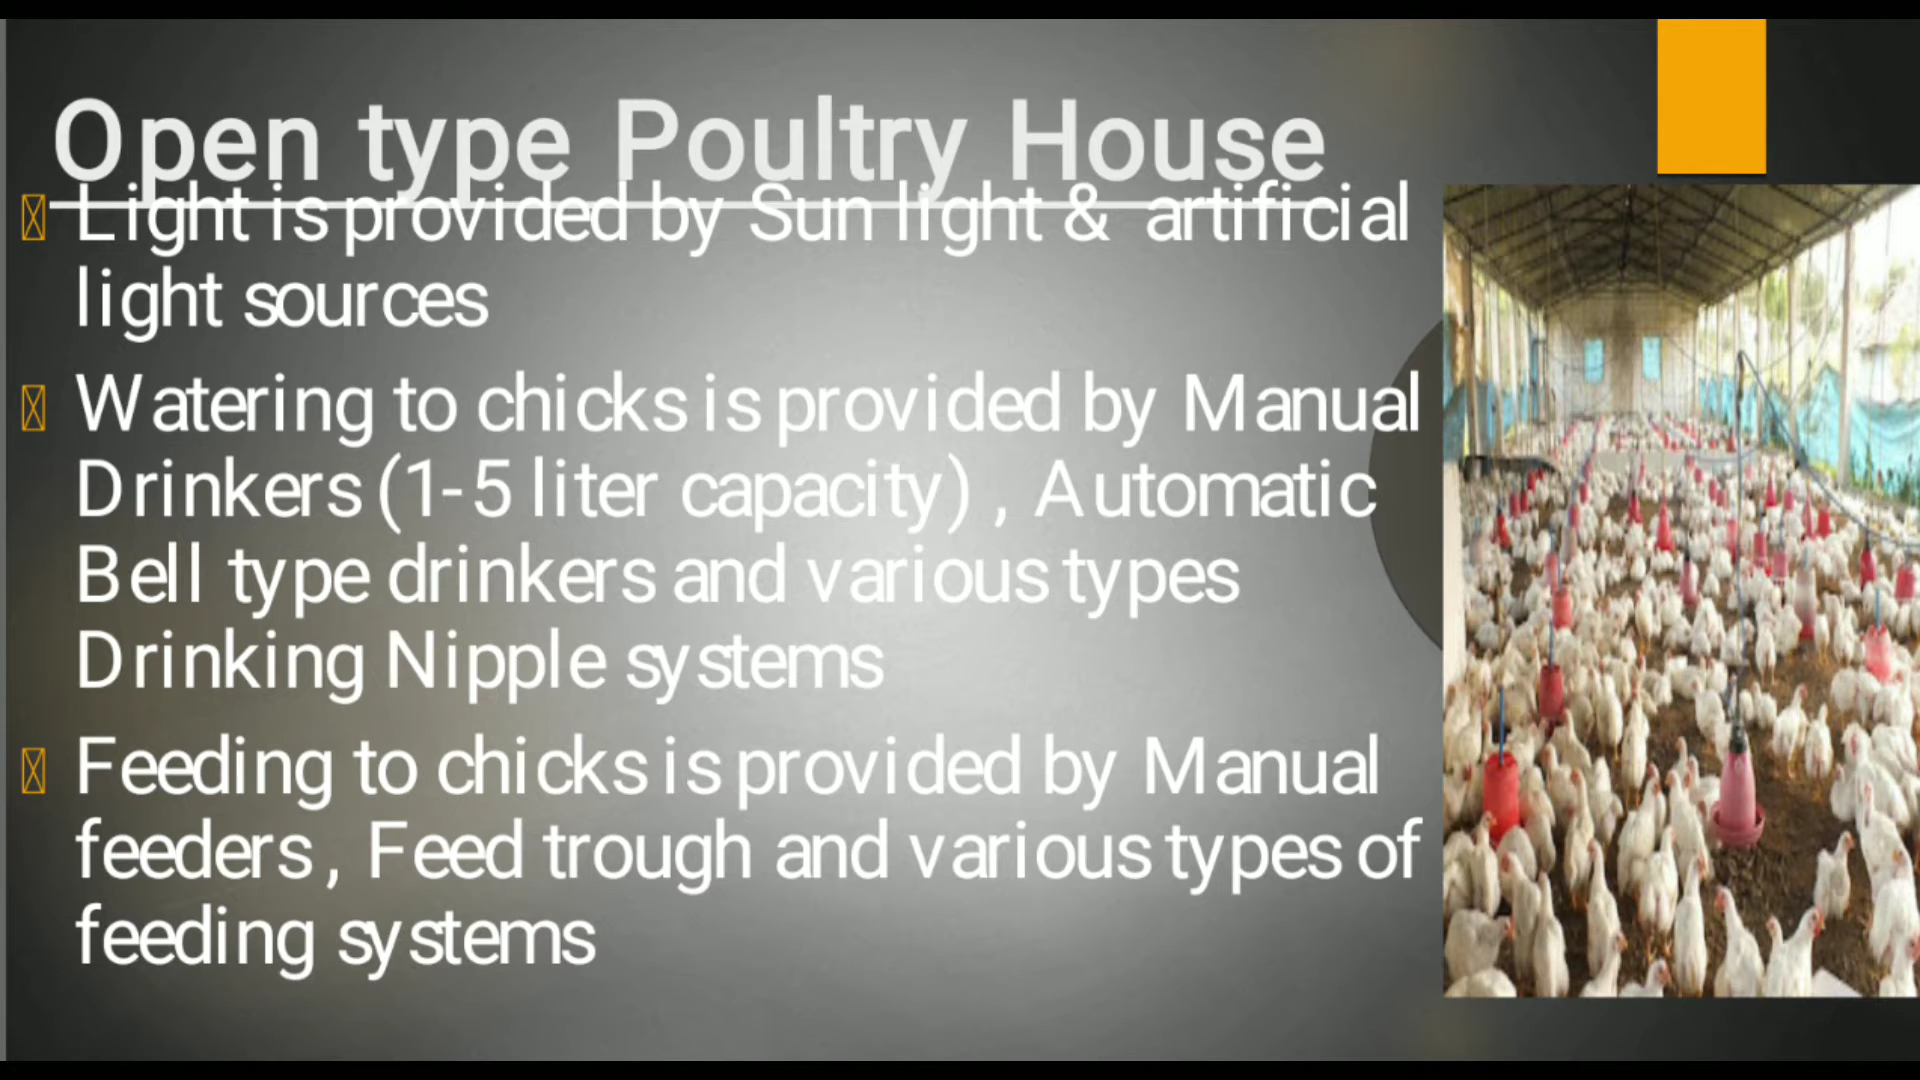 Open type Poultry House
Light is provided by Sun light & artificial
light sources
Watering to chicks is provided by Manual
Drinkers (1-5 liter capacity) , Automatic
Bell type drinkers and various types
Drinking Nipple systems
Feeding to chicks is provided by Manual
feeders, Feed trough and various types of
feeding systems